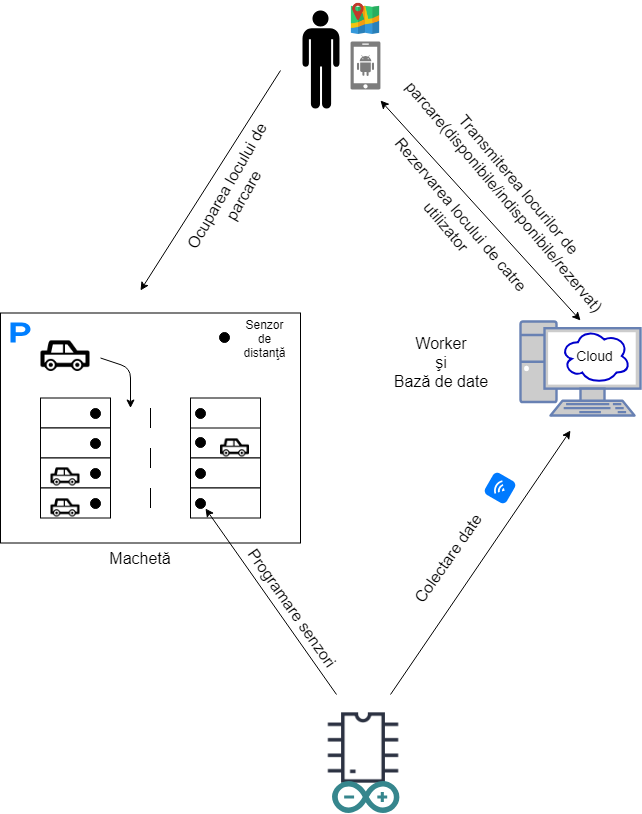 Ocuparea locului de
parcare
Transmiterea locurilor de
parcare(disponibile/indisponibile/rezervat)
Rezervarea locului de catre
utilizator
P
Senzor
de
distanță
Worker
și
Bază de date
Cloud
Machetă
Programare senzori
Colectare date